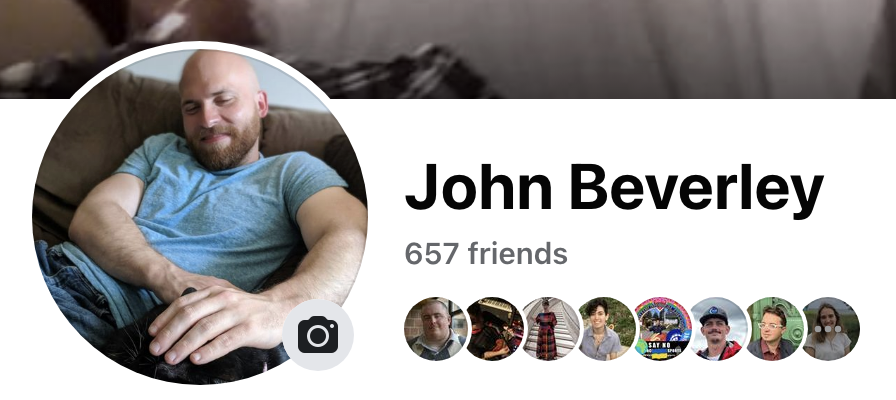 John Beverley
657 friends
SAY NO